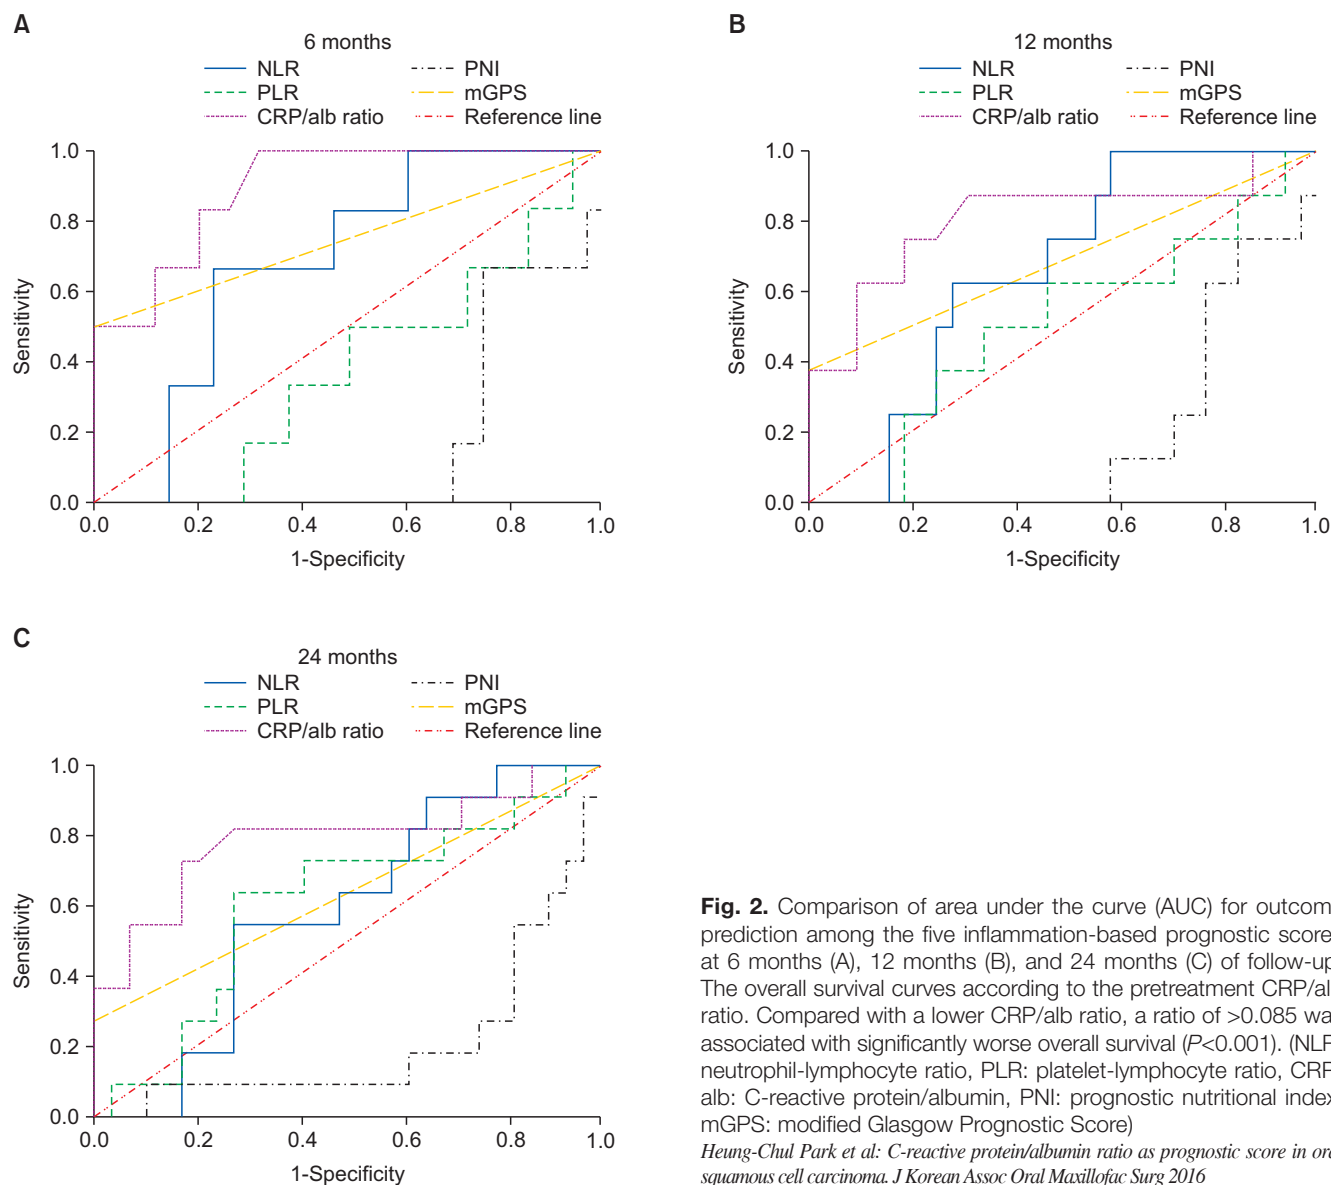 A
6 months
NLR
PNI
PLR
mGPS
CRP/alb ratio
Reference line
1.0
0.8
0.6
0.4
0.2
0.0
Sensitivity
0.0 0.2 0.4 0.6 0.8 1.0
1-Specificity
B
12 months
NLR
PNI
PLR
mGPS
CRP/alb ratio
Reference line
1.0
0.8
0.6
0.4
0.2
0.0
Sensitivity
0.0 0.2 0.4 0.6 0.8 1.0
1-Specificity
C
24 months
NLR
PNI
PLR
mGPS
CRP/alb ratio
Reference line
1.0
0.8
0.6
0.4
0.2
0.0
Sensitivity
0.0 0.2 0.4 0.6 0.8 1.0
1-Specificity
Fig. 2. Comparison of area under the curve (AUC) for outcom
prediction among the five inflammation-based prognostic score
at 6 months (A), 12 months (B), and 24 months (C) of follow-up
The overall survival curves according to the pretreatment CRP/al
ratio. Compared with a lower CRP/alb ratio, a ratio of >0.085 wa
associated with significantly worse overall survival (P<0.001). (NLR
neutrophil-lymphocyte ratio, PLR: platelet-lymphocyte ratio, CRP
alb: C-reactive protein/albumin, PNI: prognostic nutritional index
mGPS: modified Glasgow Prognostic Score)
Heung-Chul Park et al: C-reactive protein/albumin ratio as prognostic score in ora
squamous cell carcinoma. J Korean Assoc Oral Maxillofac Surg 2016